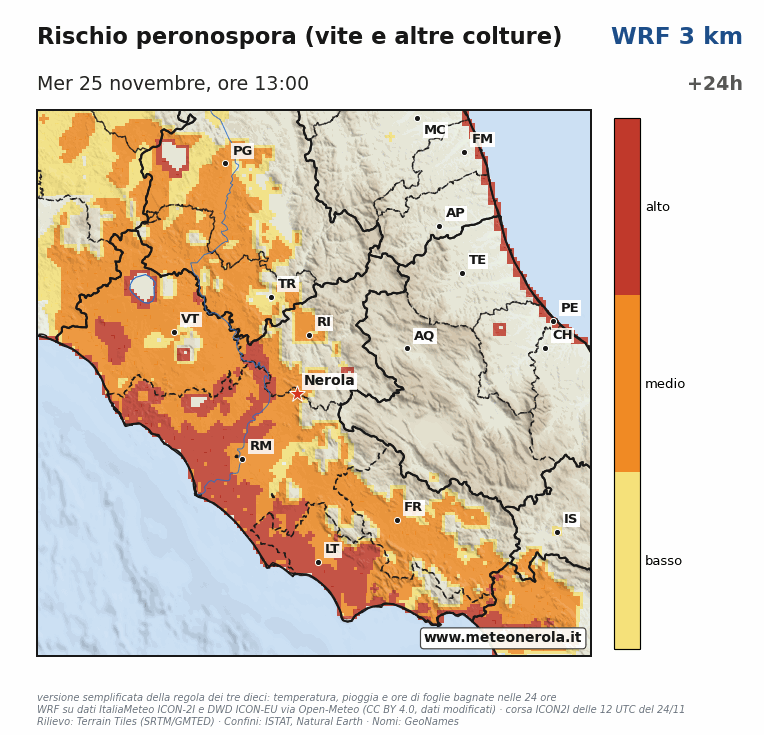 Rischio peronospora (vite e altre colture)
WRF 3 km
Mer 25 novembre, ore 13:00
+24h
MC
FM
PG
AP
TE
TR
PE
VT
RI
AQ
CH
Nerola
RM
FR
IS
LT
www.meteonerola.it
alto
medio
basso
versione semplificata della regola dei tre dieci: temperatura, pioggia e ore di foglie bagnate nelle 24 ore
WRF su dati ItaliaMeteo ICON-2I e DWD ICON-EU via Open-Meteo (CC BY 4.0, dati modificati) · corsa ICON2I delle 12 UTC del 24/11
Rilievo: Terrain Tiles (SRTM/GMTED) · Confini: ISTAT, Natural Earth · Nomi: GeoNames